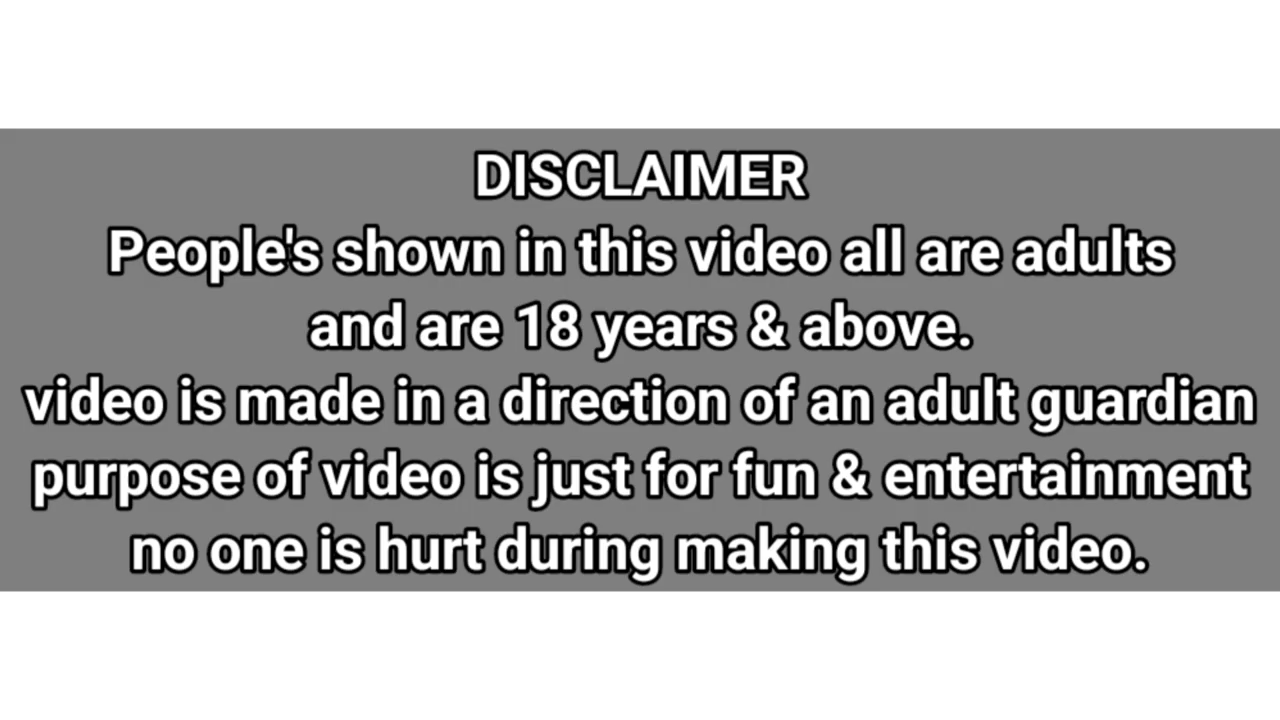 DISCLAIMER
People's shown in this video all are adults
and are 18 years & above.
video is made in a direction of an adult guardian
purpose of video is just for fun & entertainment
no one is hurt during making this video.